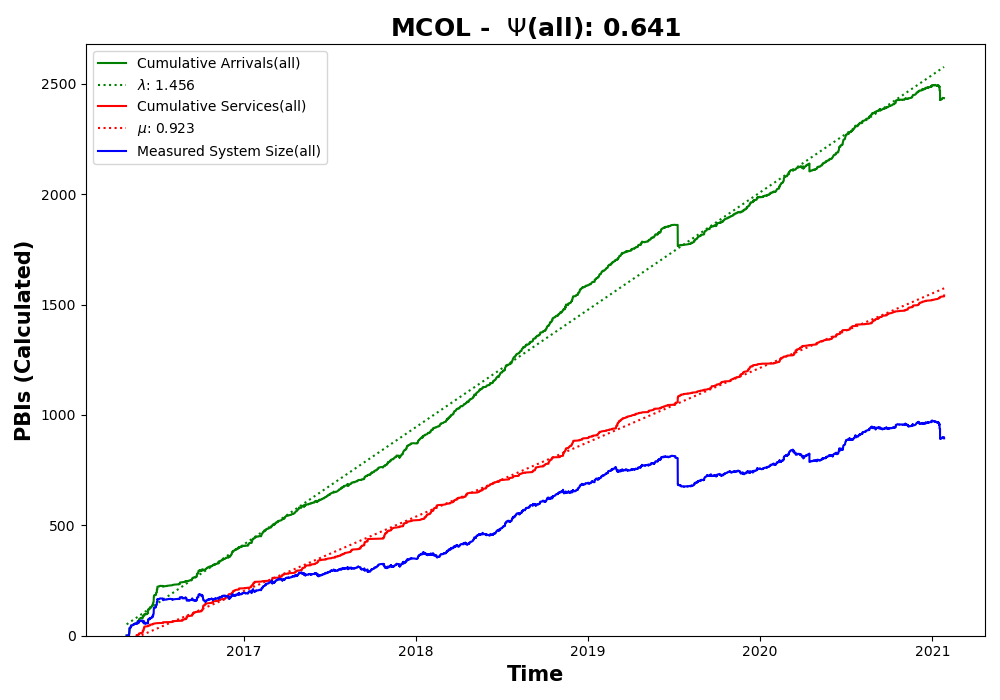 MCOL - Ψ(all): 0.641
Cumulative Arrivals(all)
λ: 1.456
Cumulative Services(all)
μ: 0.923
Measured System Size(all)
PBIs (Calculated)
2500
2000
1500
1000
500
0
2017 2018 2019 2020 2021
Time